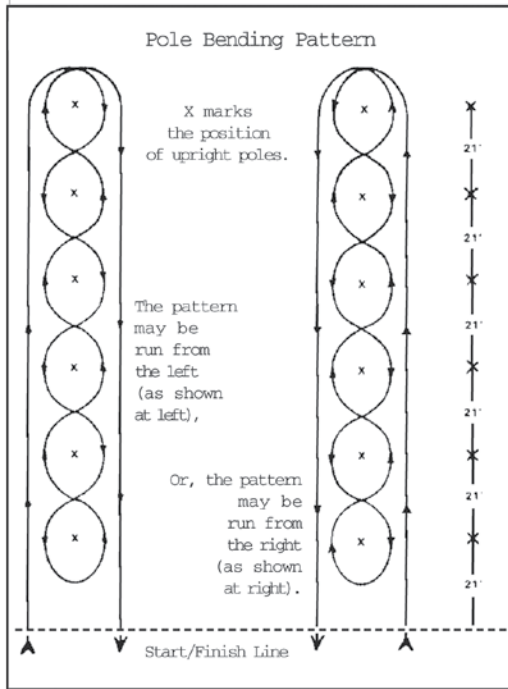 Pole Bending Pattern
X marks
the position
of upright poles.
The pattern
may be
run from
the left
(as shown
at left),
Or, the pattern
may be
run from
the right
(as shown
at right).
21'
21'
21'
21'
21'
21'
Start/Finish Line